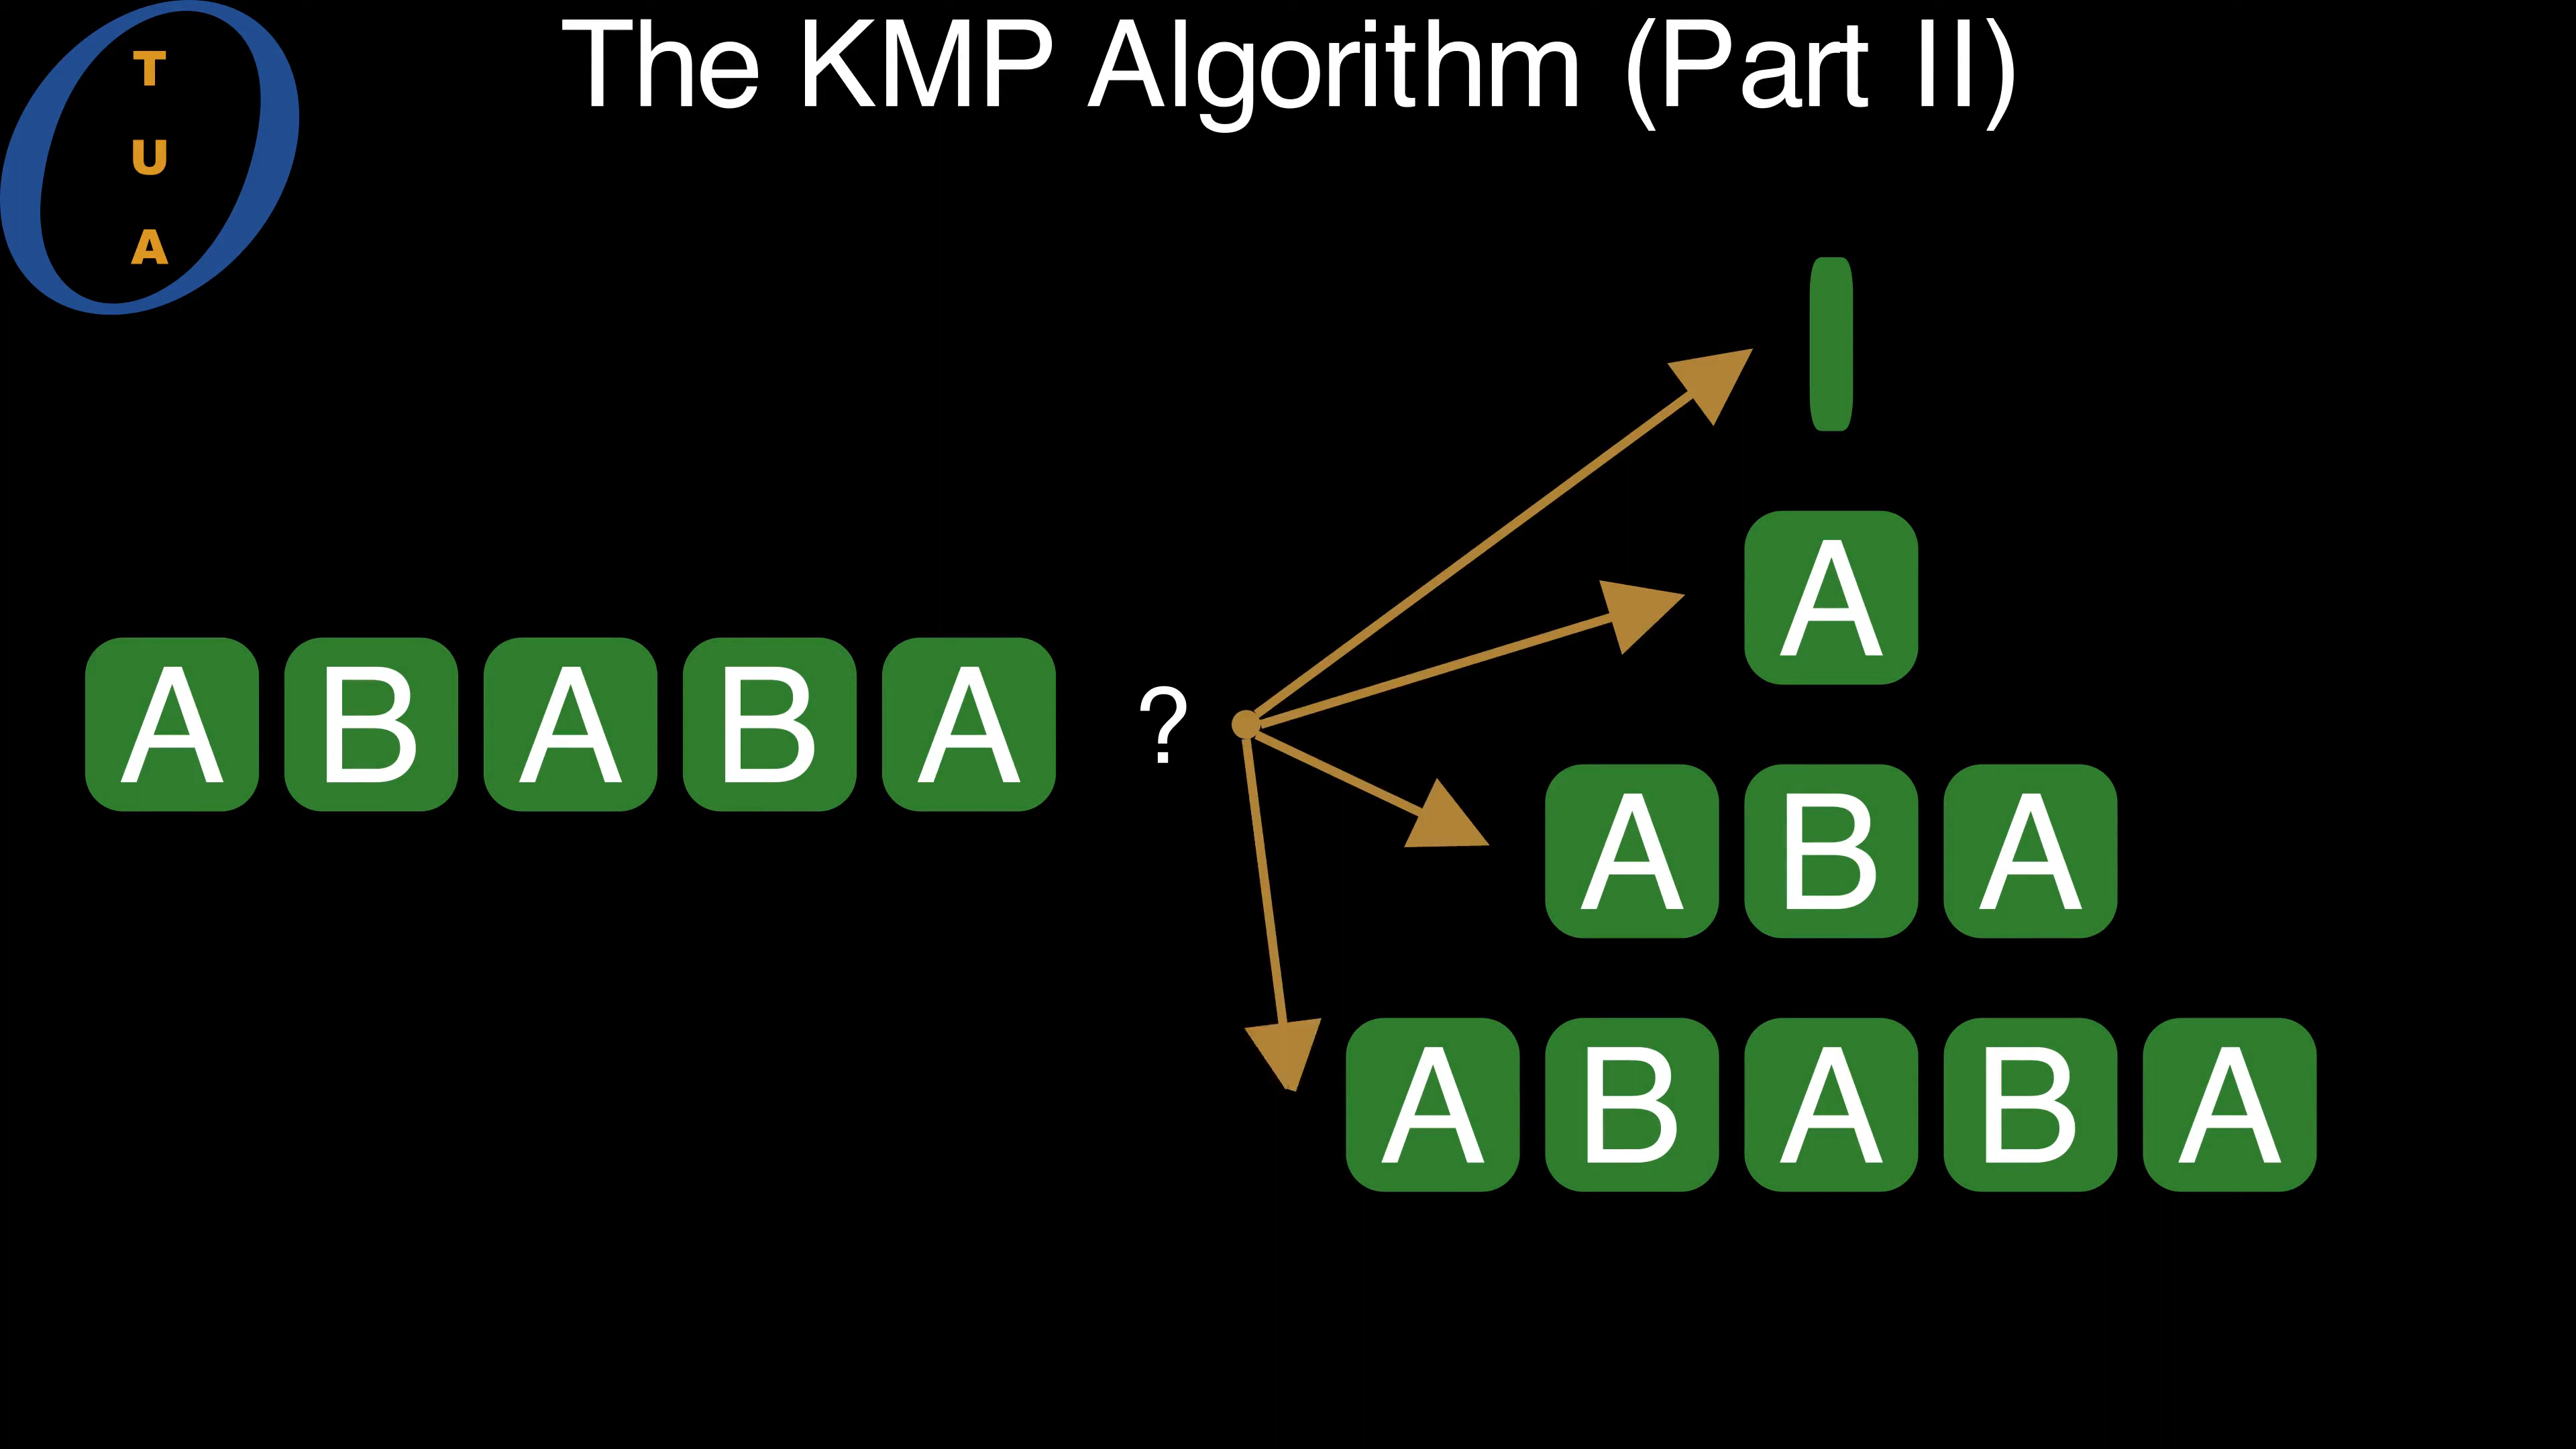 The KMP Algorithm (Part II)
T
U
A
A B A B A ?
A
A B A
A B A B A